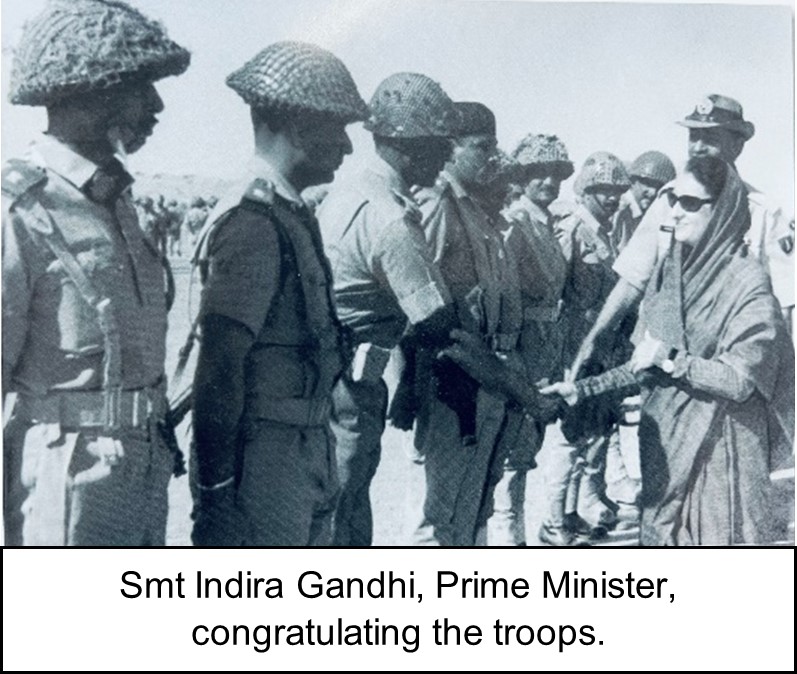 Smt Indira Gandhi, Prime Minister,
congratulating the troops.